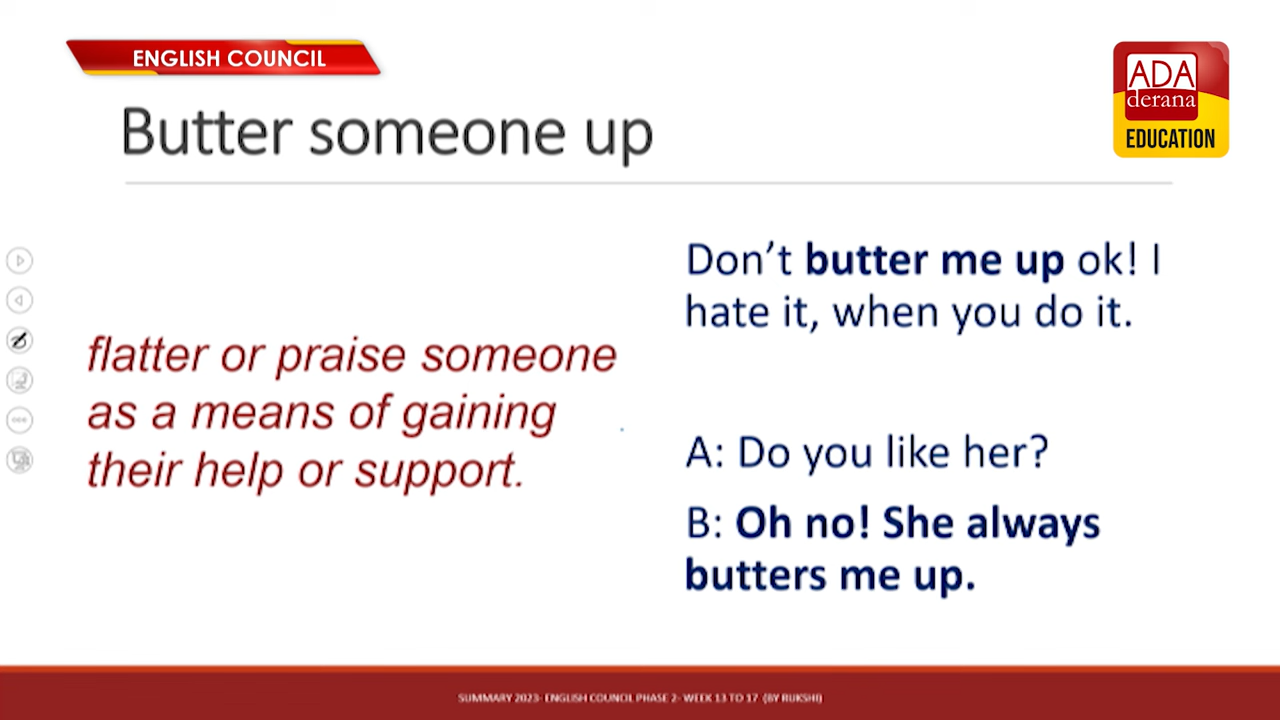 ENGLISH COUNCIL
ADA
derana
EDUCATION
Butter someone up
flatter or praise someone
as a means of gaining
their help or support.
Don’t butter me up ok! I
hate it, when you do it.
A: Do you like her?
B: Oh no! She always
butters me up.
SUMMARY 2023- ENGLISH COUNCIL PHASE 2- WEEK 13 TO 17 (BY RUKSHI)